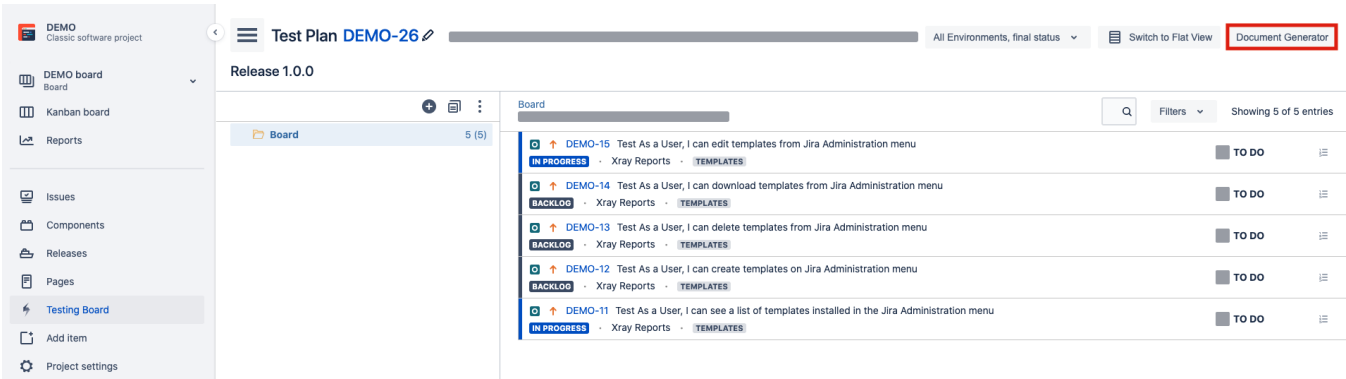 DEMO
Classic software project
DEMO board
Board
Kanban board
Reports
Issues
Components
Releases
Pages
Testing Board
Add item
Project settings
Test Plan DEMO-26
All Environments, final status
Switch to Flat View
Document Generator
Release 1.0.0
Board 5 (5)
Board
Filters
Showing 5 of 5 entries
DEMO-15 Test As a User, I can edit templates from Jira Administration menu
TO DO
IN PROGRESS · Xray Reports · TEMPLATES
DEMO-14 Test As a User, I can download templates from Jira Administration menu
TO DO
BACKLOG · Xray Reports · TEMPLATES
DEMO-13 Test As a User, I can delete templates from Jira Administration menu
TO DO
BACKLOG · Xray Reports · TEMPLATES
DEMO-12 Test As a User, I can create templates on Jira Administration menu
TO DO
BACKLOG · Xray Reports · TEMPLATES
DEMO-11 Test As a User, I can see a list of templates installed in the Jira Administration menu
TO DO
IN PROGRESS · Xray Reports · TEMPLATES